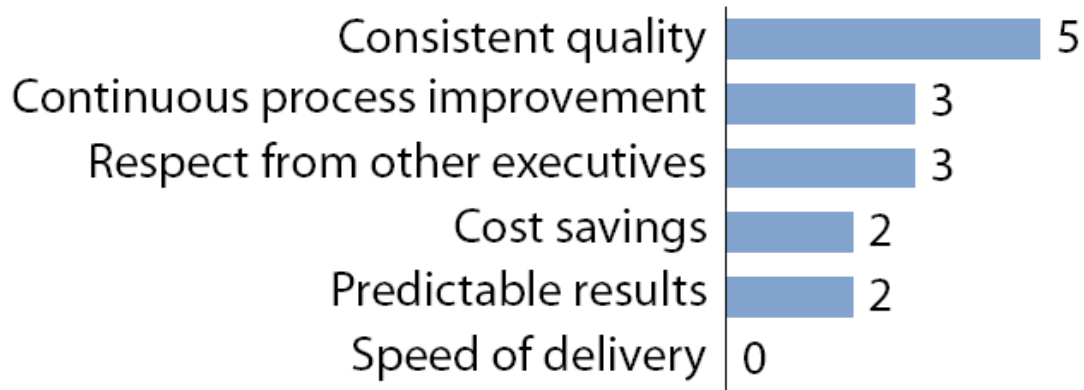 Consistent quality 5
Continuous process improvement 3
Respect from other executives 3
Cost savings 2
Predictable results 2
Speed of delivery 0